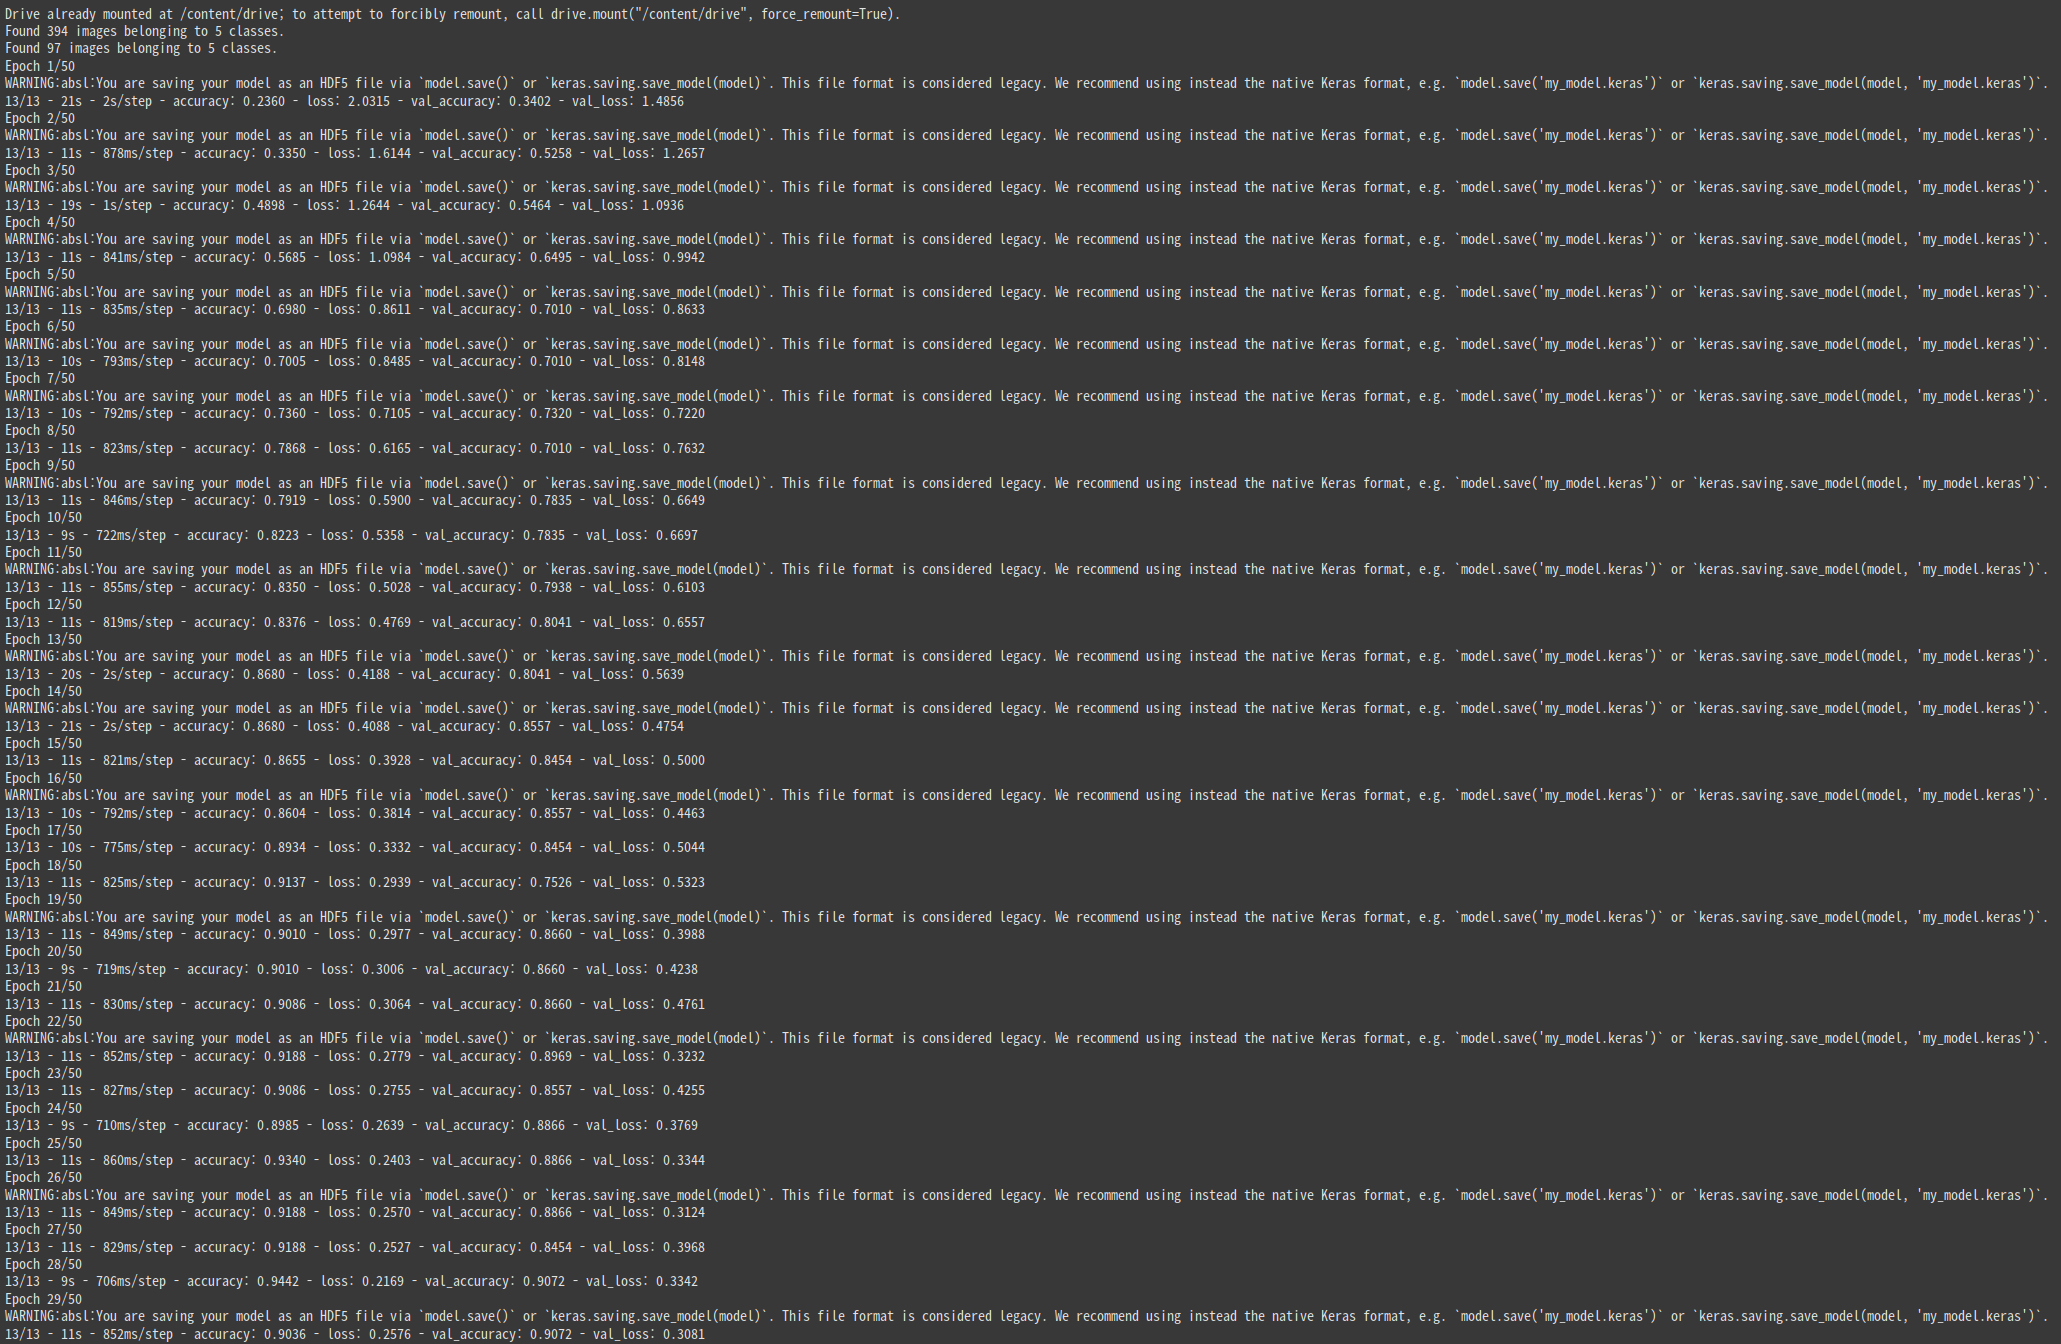 Drive already mounted at /content/drive; to attempt to forcibly remount, call drive.mount("/content/drive", force_remount=True).
Found 394 images belonging to 5 classes.
Found 97 images belonging to 5 classes.
Epoch 1/50
WARNING:absl:You are saving your model as an HDF5 file via `model.save()` or `keras.saving.save_model(model)`. This file format is considered legacy. We recommend using instead the native Keras format, e.g. `model.save('my_model.keras')` or `keras.saving.save_model(model, 'my_model.keras')`.
13/13 - 21s - 2s/step - accuracy: 0.2360 - loss: 2.0315 - val_accuracy: 0.3402 - val_loss: 1.4856
Epoch 2/50
WARNING:absl:You are saving your model as an HDF5 file via `model.save()` or `keras.saving.save_model(model)`. This file format is considered legacy. We recommend using instead the native Keras format, e.g. `model.save('my_model.keras')` or `keras.saving.save_model(model, 'my_model.keras')`.
13/13 - 11s - 878ms/step - accuracy: 0.3350 - loss: 1.6144 - val_accuracy: 0.5258 - val_loss: 1.2657
Epoch 3/50
WARNING:absl:You are saving your model as an HDF5 file via `model.save()` or `keras.saving.save_model(model)`. This file format is considered legacy. We recommend using instead the native Keras format, e.g. `model.save('my_model.keras')` or `keras.saving.save_model(model, 'my_model.keras')`.
13/13 - 19s - 1s/step - accuracy: 0.4898 - loss: 1.2644 - val_accuracy: 0.5464 - val_loss: 1.0936
Epoch 4/50
WARNING:absl:You are saving your model as an HDF5 file via `model.save()` or `keras.saving.save_model(model)`. This file format is considered legacy. We recommend using instead the native Keras format, e.g. `model.save('my_model.keras')` or `keras.saving.save_model(model, 'my_model.keras')`.
13/13 - 11s - 841ms/step - accuracy: 0.5685 - loss: 1.0984 - val_accuracy: 0.6495 - val_loss: 0.9942
Epoch 5/50
WARNING:absl:You are saving your model as an HDF5 file via `model.save()` or `keras.saving.save_model(model)`. This file format is considered legacy. We recommend using instead the native Keras format, e.g. `model.save('my_model.keras')` or `keras.saving.save_model(model, 'my_model.keras')`.
13/13 - 11s - 835ms/step - accuracy: 0.6980 - loss: 0.8611 - val_accuracy: 0.7010 - val_loss: 0.8633
Epoch 6/50
WARNING:absl:You are saving your model as an HDF5 file via `model.save()` or `keras.saving.save_model(model)`. This file format is considered legacy. We recommend using instead the native Keras format, e.g. `model.save('my_model.keras')` or `keras.saving.save_model(model, 'my_model.keras')`.
13/13 - 10s - 793ms/step - accuracy: 0.7005 - loss: 0.8485 - val_accuracy: 0.7010 - val_loss: 0.8148
Epoch 7/50
WARNING:absl:You are saving your model as an HDF5 file via `model.save()` or `keras.saving.save_model(model)`. This file format is considered legacy. We recommend using instead the native Keras format, e.g. `model.save('my_model.keras')` or `keras.saving.save_model(model, 'my_model.keras')`.
13/13 - 10s - 792ms/step - accuracy: 0.7360 - loss: 0.7105 - val_accuracy: 0.7320 - val_loss: 0.7220
Epoch 8/50
13/13 - 11s - 823ms/step - accuracy: 0.7868 - loss: 0.6165 - val_accuracy: 0.7010 - val_loss: 0.7632
Epoch 9/50
WARNING:absl:You are saving your model as an HDF5 file via `model.save()` or `keras.saving.save_model(model)`. This file format is considered legacy. We recommend using instead the native Keras format, e.g. `model.save('my_model.keras')` or `keras.saving.save_model(model, 'my_model.keras')`.
13/13 - 11s - 846ms/step - accuracy: 0.7919 - loss: 0.5900 - val_accuracy: 0.7835 - val_loss: 0.6649
Epoch 10/50
13/13 - 9s - 722ms/step - accuracy: 0.8223 - loss: 0.5358 - val_accuracy: 0.7835 - val_loss: 0.6697
Epoch 11/50
WARNING:absl:You are saving your model as an HDF5 file via `model.save()` or `keras.saving.save_model(model)`. This file format is considered legacy. We recommend using instead the native Keras format, e.g. `model.save('my_model.keras')` or `keras.saving.save_model(model, 'my_model.keras')`.
13/13 - 11s - 855ms/step - accuracy: 0.8350 - loss: 0.5028 - val_accuracy: 0.7938 - val_loss: 0.6103
Epoch 12/50
13/13 - 11s - 819ms/step - accuracy: 0.8376 - loss: 0.4769 - val_accuracy: 0.8041 - val_loss: 0.6557
Epoch 13/50
WARNING:absl:You are saving your model as an HDF5 file via `model.save()` or `keras.saving.save_model(model)`. This file format is considered legacy. We recommend using instead the native Keras format, e.g. `model.save('my_model.keras')` or `keras.saving.save_model(model, 'my_model.keras')`.
13/13 - 20s - 2s/step - accuracy: 0.8680 - loss: 0.4188 - val_accuracy: 0.8041 - val_loss: 0.5639
Epoch 14/50
WARNING:absl:You are saving your model as an HDF5 file via `model.save()` or `keras.saving.save_model(model)`. This file format is considered legacy. We recommend using instead the native Keras format, e.g. `model.save('my_model.keras')` or `keras.saving.save_model(model, 'my_model.keras')`.
13/13 - 21s - 2s/step - accuracy: 0.8680 - loss: 0.4088 - val_accuracy: 0.8557 - val_loss: 0.4754
Epoch 15/50
13/13 - 11s - 821ms/step - accuracy: 0.8655 - loss: 0.3928 - val_accuracy: 0.8454 - val_loss: 0.5000
Epoch 16/50
WARNING:absl:You are saving your model as an HDF5 file via `model.save()` or `keras.saving.save_model(model)`. This file format is considered legacy. We recommend using instead the native Keras format, e.g. `model.save('my_model.keras')` or `keras.saving.save_model(model, 'my_model.keras')`.
13/13 - 10s - 792ms/step - accuracy: 0.8604 - loss: 0.3814 - val_accuracy: 0.8557 - val_loss: 0.4463
Epoch 17/50
13/13 - 10s - 775ms/step - accuracy: 0.8934 - loss: 0.3332 - val_accuracy: 0.8454 - val_loss: 0.5044
Epoch 18/50
13/13 - 11s - 825ms/step - accuracy: 0.9137 - loss: 0.2939 - val_accuracy: 0.7526 - val_loss: 0.5323
Epoch 19/50
WARNING:absl:You are saving your model as an HDF5 file via `model.save()` or `keras.saving.save_model(model)`. This file format is considered legacy. We recommend using instead the native Keras format, e.g. `model.save('my_model.keras')` or `keras.saving.save_model(model, 'my_model.keras')`.
13/13 - 11s - 849ms/step - accuracy: 0.9010 - loss: 0.2977 - val_accuracy: 0.8660 - val_loss: 0.3988
Epoch 20/50
13/13 - 9s - 719ms/step - accuracy: 0.9010 - loss: 0.3006 - val_accuracy: 0.8660 - val_loss: 0.4238
Epoch 21/50
13/13 - 11s - 830ms/step - accuracy: 0.9086 - loss: 0.3064 - val_accuracy: 0.8660 - val_loss: 0.4761
Epoch 22/50
WARNING:absl:You are saving your model as an HDF5 file via `model.save()` or `keras.saving.save_model(model)`. This file format is considered legacy. We recommend using instead the native Keras format, e.g. `model.save('my_model.keras')` or `keras.saving.save_model(model, 'my_model.keras')`.
13/13 - 11s - 852ms/step - accuracy: 0.9188 - loss: 0.2779 - val_accuracy: 0.8969 - val_loss: 0.3232
Epoch 23/50
13/13 - 11s - 827ms/step - accuracy: 0.9086 - loss: 0.2755 - val_accuracy: 0.8557 - val_loss: 0.4255
Epoch 24/50
13/13 - 9s - 710ms/step - accuracy: 0.8985 - loss: 0.2639 - val_accuracy: 0.8866 - val_loss: 0.3769
Epoch 25/50
13/13 - 11s - 860ms/step - accuracy: 0.9340 - loss: 0.2403 - val_accuracy: 0.8866 - val_loss: 0.3344
Epoch 26/50
WARNING:absl:You are saving your model as an HDF5 file via `model.save()` or `keras.saving.save_model(model)`. This file format is considered legacy. We recommend using instead the native Keras format, e.g. `model.save('my_model.keras')` or `keras.saving.save_model(model, 'my_model.keras')`.
13/13 - 11s - 849ms/step - accuracy: 0.9188 - loss: 0.2570 - val_accuracy: 0.8866 - val_loss: 0.3124
Epoch 27/50
13/13 - 11s - 829ms/step - accuracy: 0.9188 - loss: 0.2527 - val_accuracy: 0.8454 - val_loss: 0.3968
Epoch 28/50
13/13 - 9s - 706ms/step - accuracy: 0.9442 - loss: 0.2169 - val_accuracy: 0.9072 - val_loss: 0.3342
Epoch 29/50
WARNING:absl:You are saving your model as an HDF5 file via `model.save()` or `keras.saving.save_model(model)`. This file format is considered legacy. We recommend using instead the native Keras format, e.g. `model.save('my_model.keras')` or `keras.saving.save_model(model, 'my_model.keras')`.
13/13 - 11s - 852ms/step - accuracy: 0.9036 - loss: 0.2576 - val_accuracy: 0.9072 - val_loss: 0.3081